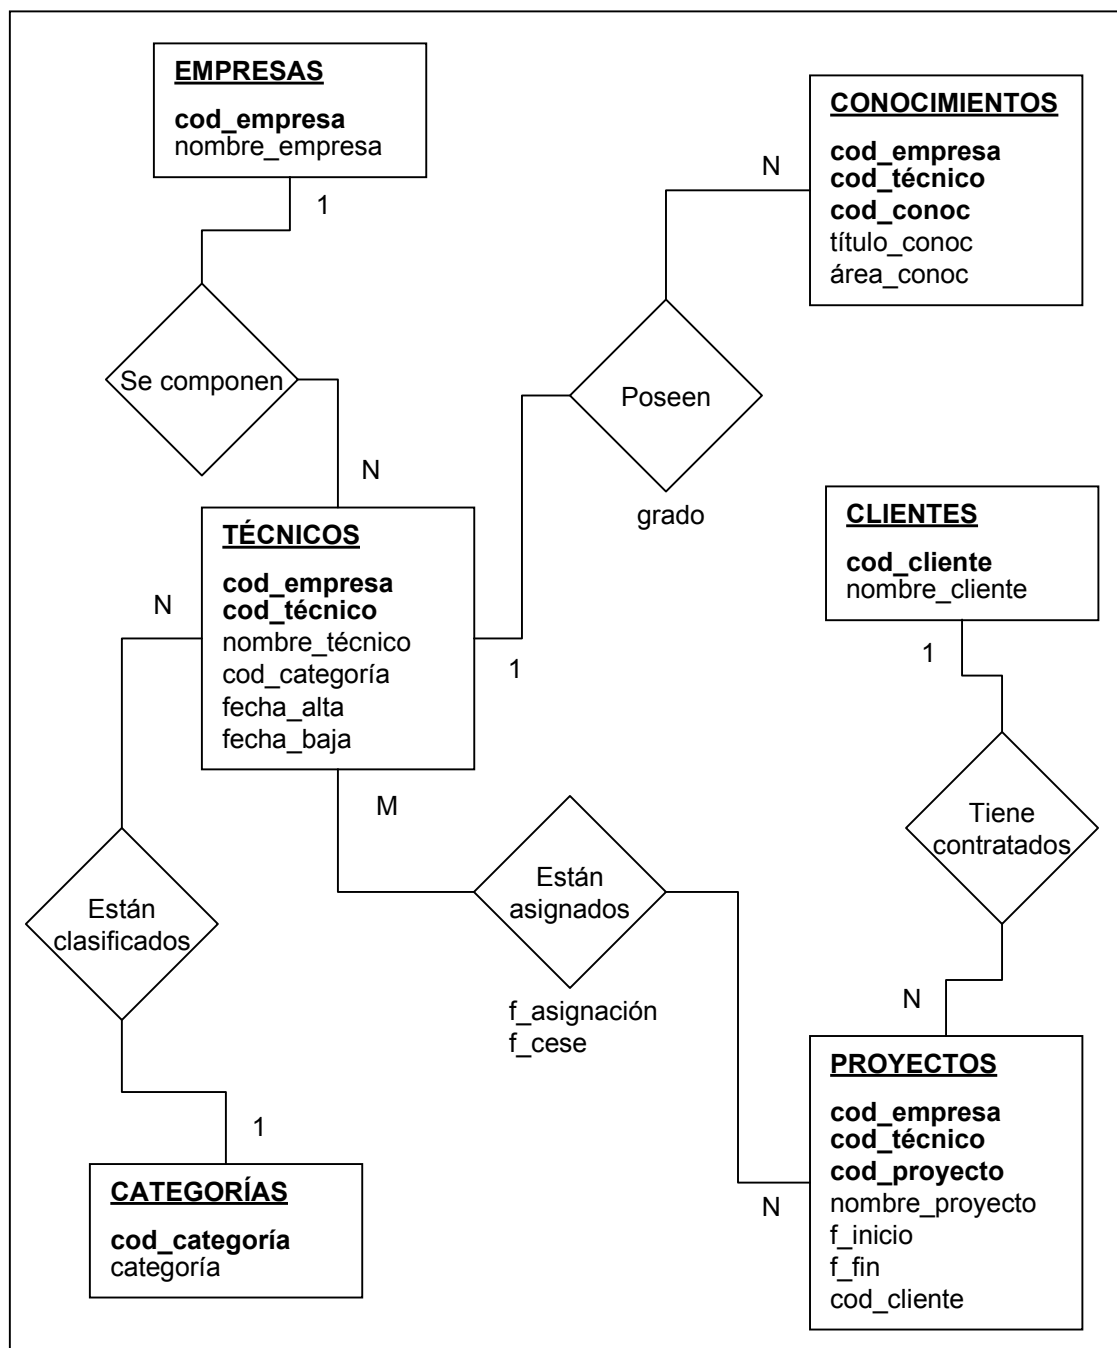 EMPRESAS
cod_empresa
nombre_empresa
1
Se componen
N
CONOCIMIENTOS
cod_empresa
cod_técnico
cod_conoc
título_conoc
área_conoc
N
Poseen
grado
1
TÉCNICOS
cod_empresa
cod_técnico
nombre_técnico
cod_categoría
fecha_alta
fecha_baja
N
M
CLIENTES
cod_cliente
nombre_cliente
1
Tiene
contratados
N
Están
asignados
f_asignación
f_cese
N
Están
clasificados
1
CATEGORÍAS
cod_categoría
categoría
PROYECTOS
cod_empresa
cod_técnico
cod_proyecto
nombre_proyecto
f_inicio
f_fin
cod_cliente